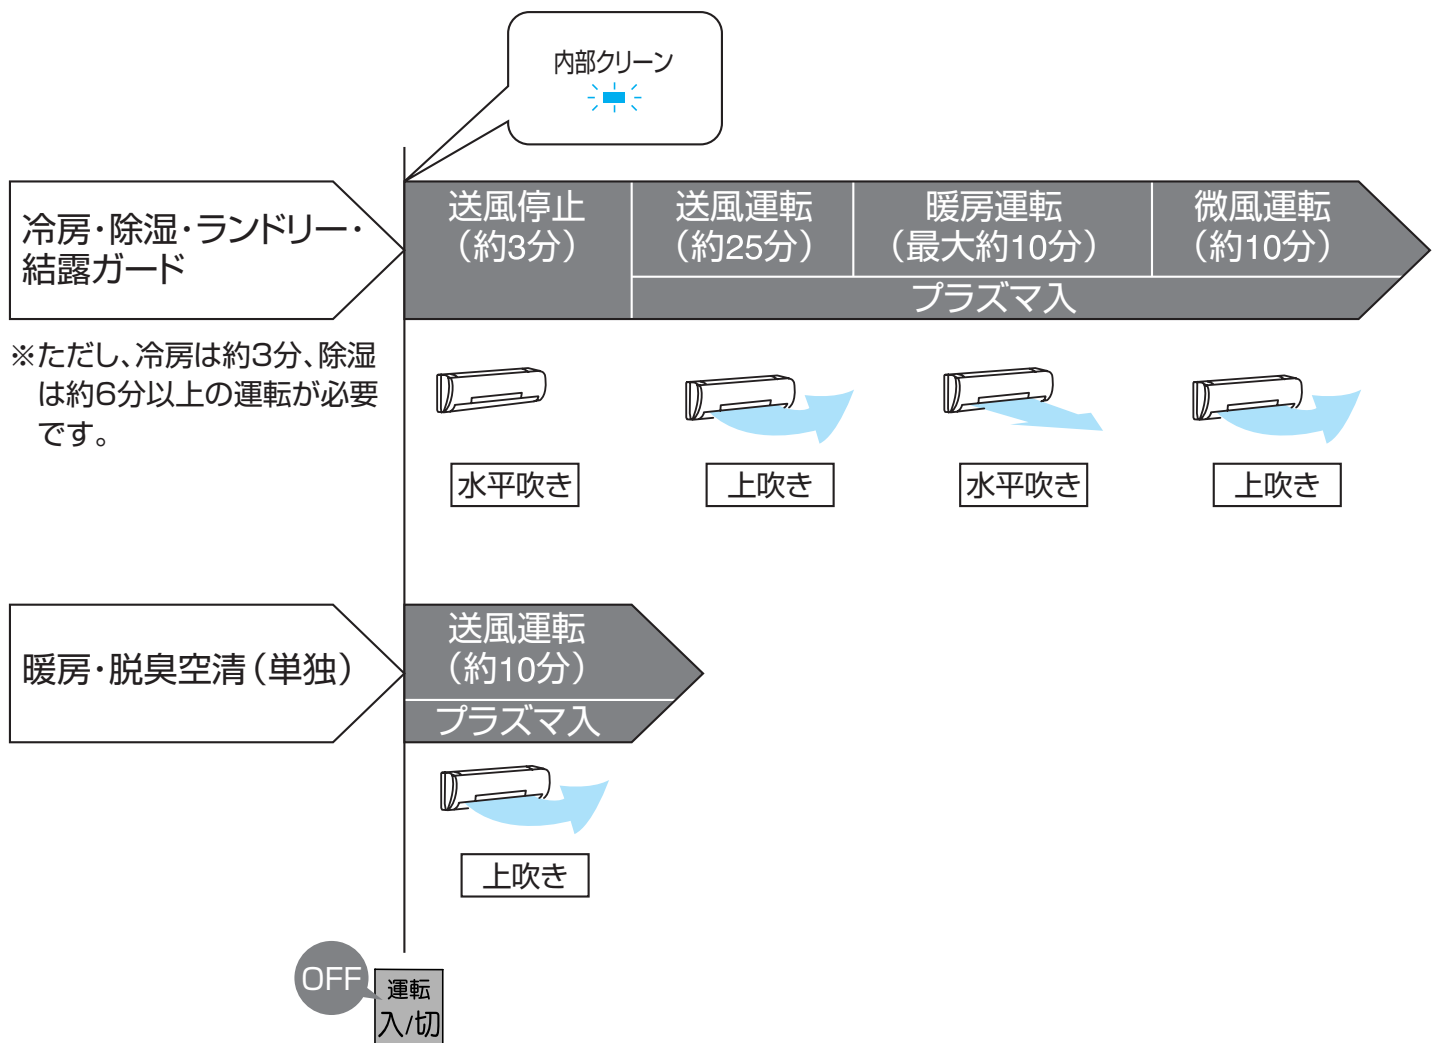 内部クリーン
冷房・除湿・ランドリー・
結露ガード
送風停止
（約3分）
送風運転
（約25分）
暖房運転
（最大約10分）
微風運転
（約10分）
プラズマ入
※ただし、冷房は約3分、除湿
は約6分以上の運転が必要
です。
水平吹き
上吹き
水平吹き
上吹き
暖房・脱臭空清（単独）
送風運転
（約10分）
プラズマ入
上吹き
OFF
運転
入/切